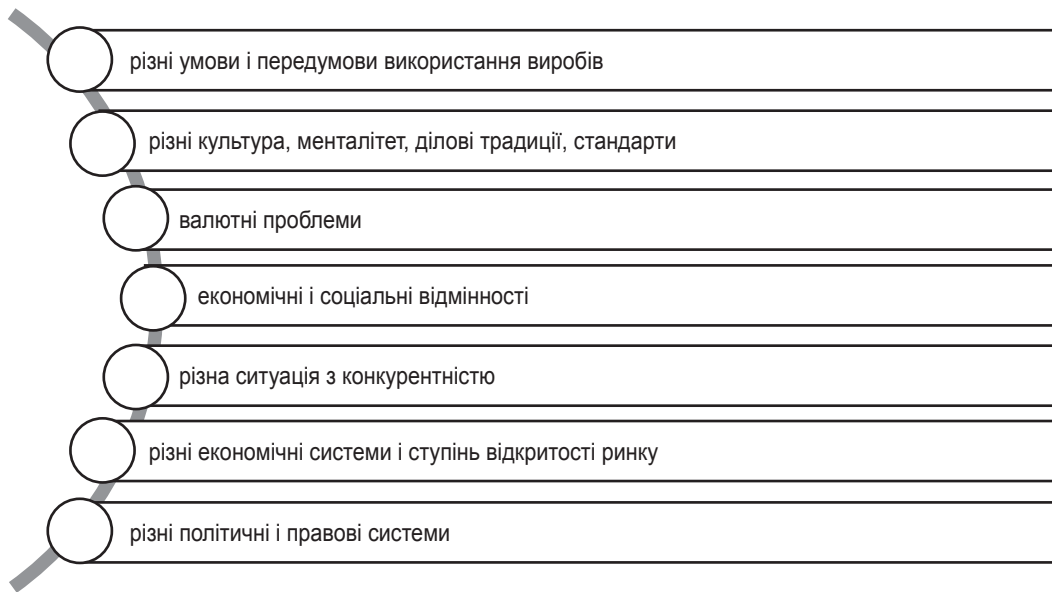 різні умови і передумови використання виробів
різні культура, менталітет, ділові традиції, стандарти
валютні проблеми
економічні і соціальні відмінності
різна ситуація з конкурентністю
різні економічні системи і ступінь відкритості ринку
різні політичні і правові системи